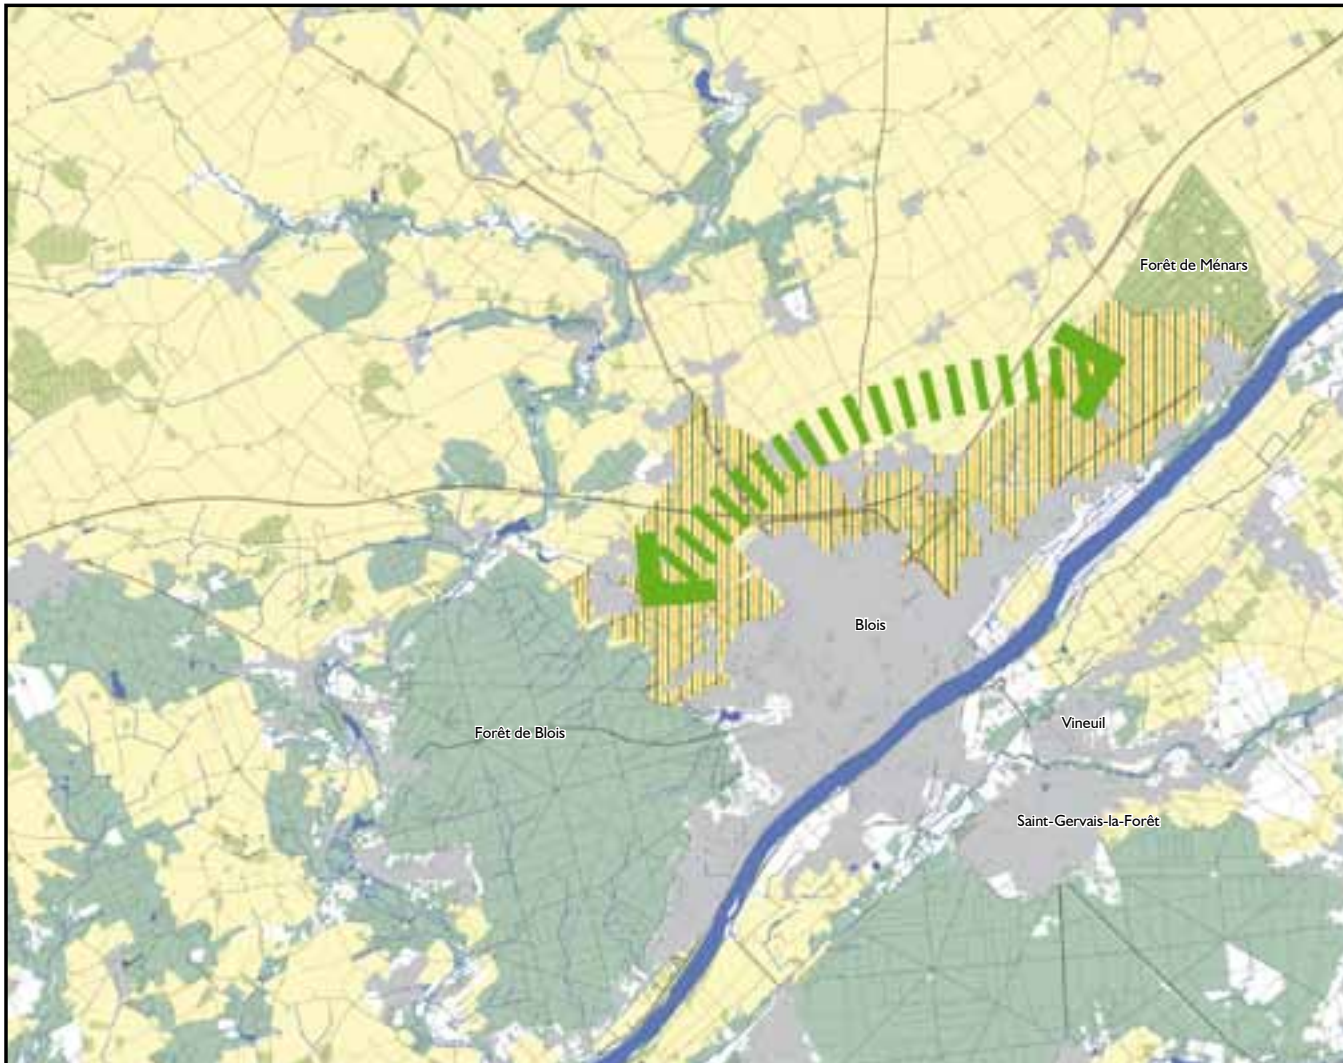 Forêt de Ménars
Blois
Forêt de Blois
Vineuil
Saint-Gervais-la-Forêt